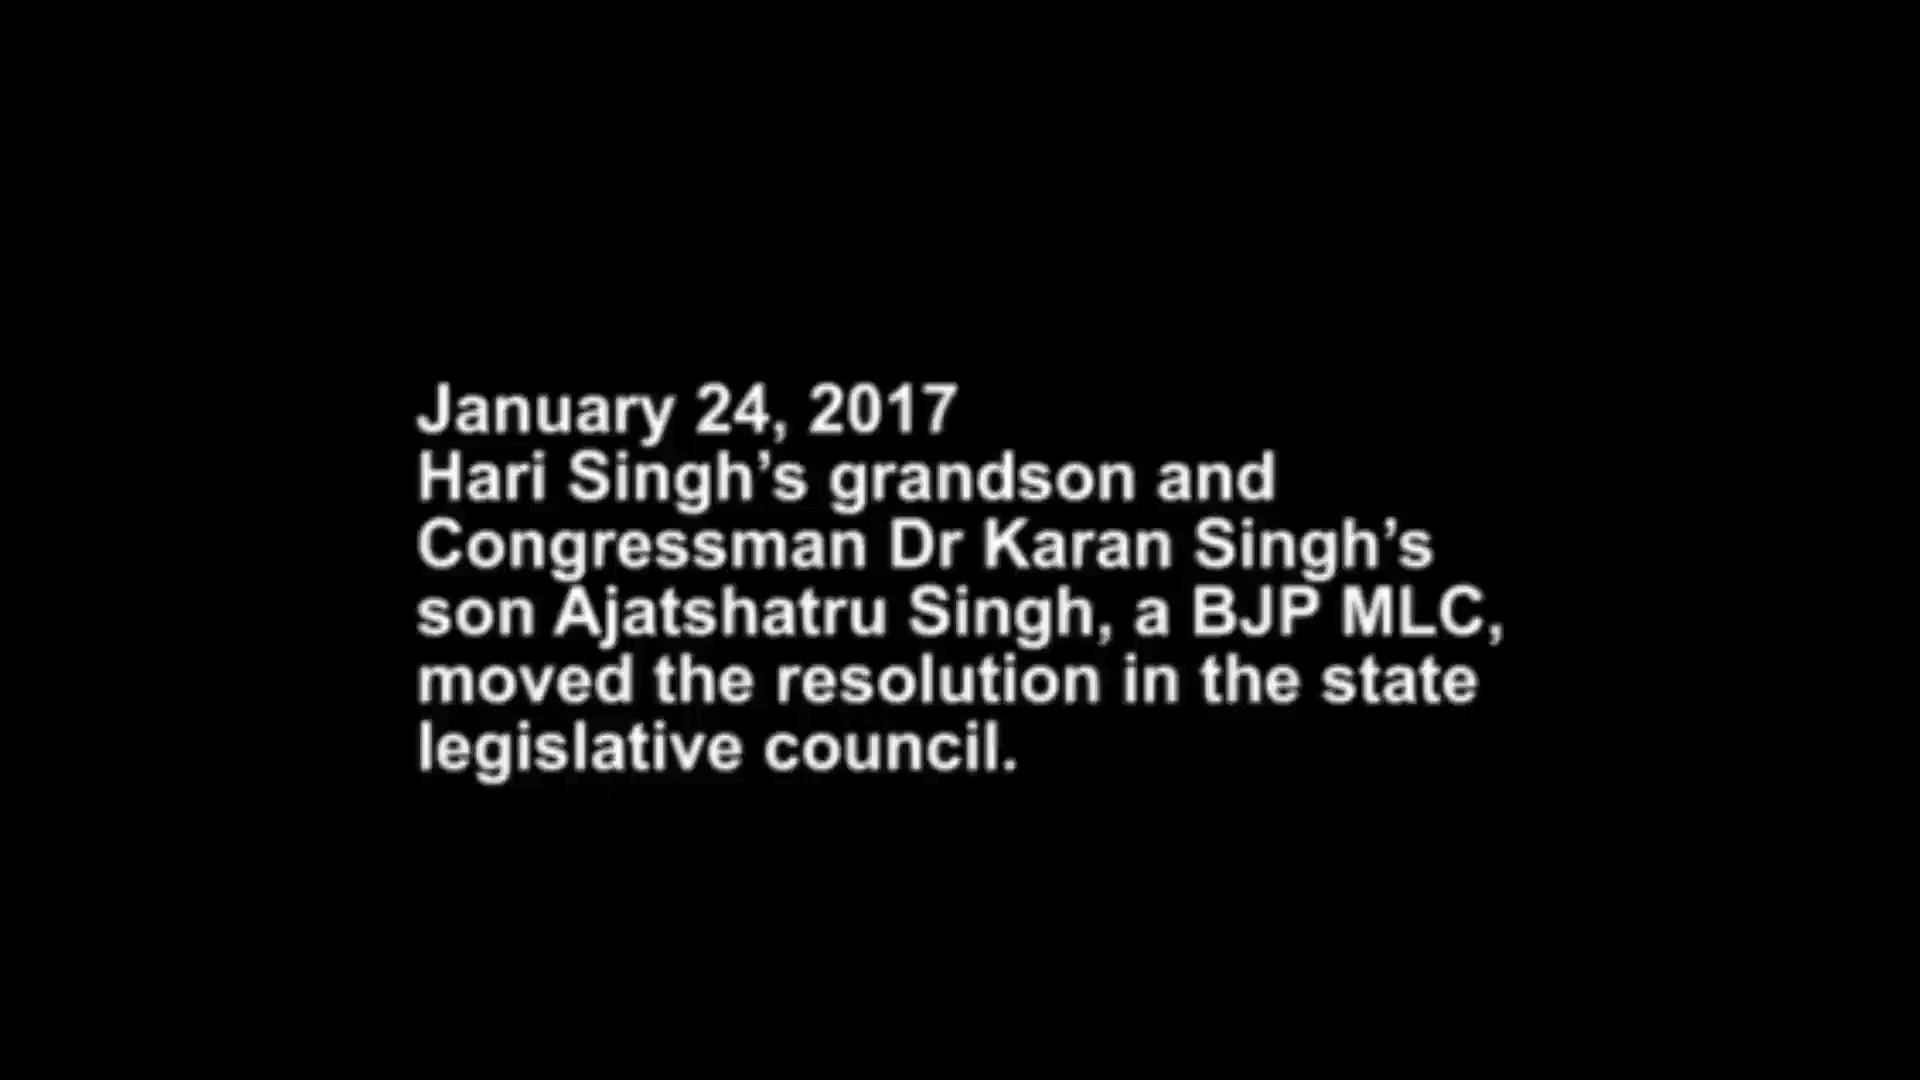 January 24, 2017
Hari Singh’s grandson and
Congressman Dr Karan Singh’s
son Ajatshatru Singh, a BJP MLC,
moved the resolution in the state
legislative council.